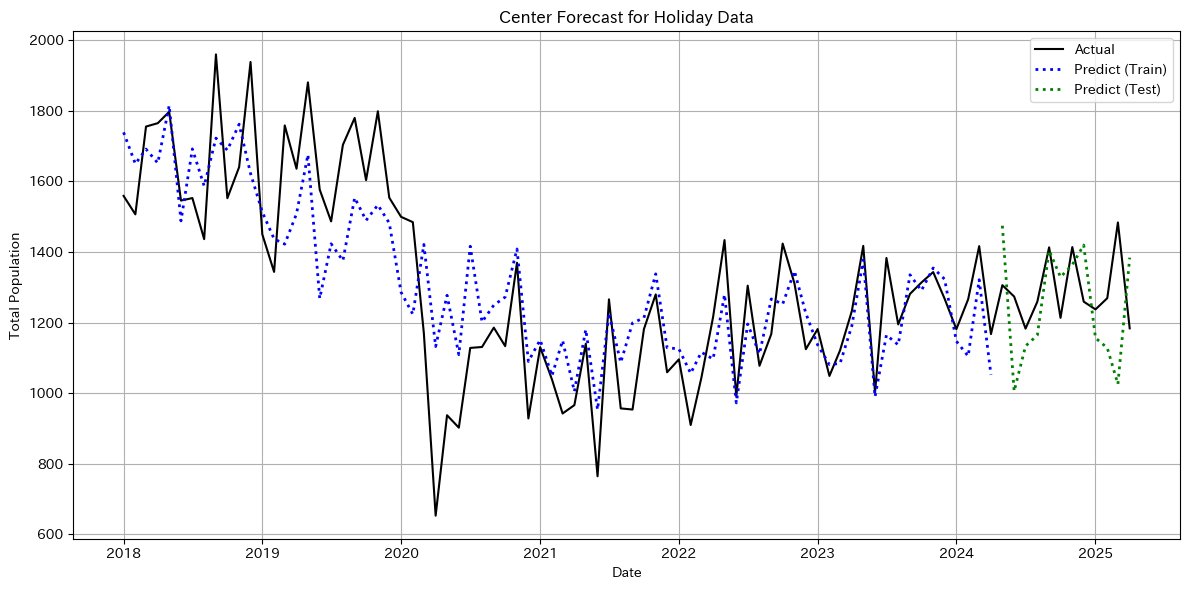 Center Forecast for Holiday Data
Actual
Predict (Train)
Predict (Test)
Total Population
2000
1800
1600
1400
1200
1000
800
600
2018
2019
2020
2021
2022
2023
2024
2025
Date